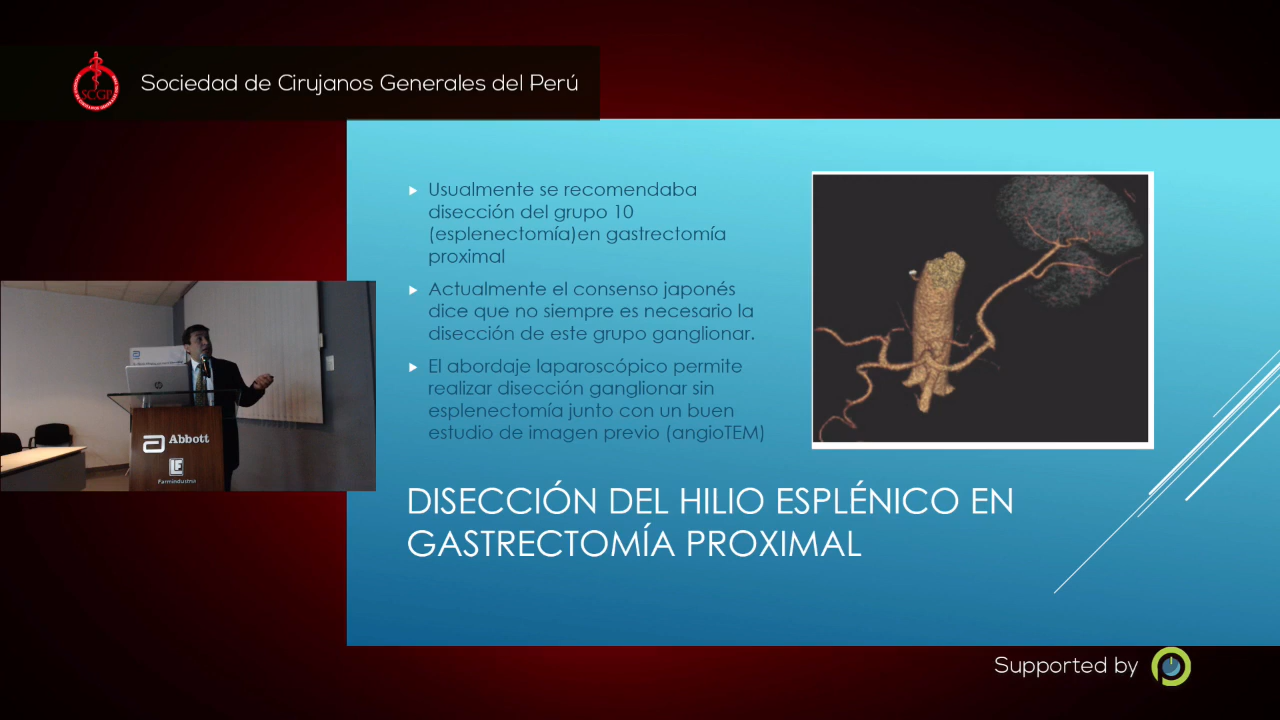 Sociedad de Cirujanos Generales del Perú
SCGP
Usualmente se recomendaba
disección del grupo 10
(esplenectomía)en gastrectomía
proximal
Actualmente el consenso japonés
dice que no siempre es necesario la
disección de este grupo ganglionar.
El abordaje laparoscópico permite
realizar disección ganglionar sin
esplenectomía junto con un buen
estudio de imagen previo (angioTEM)
DISECCIÓN DEL HILIO ESPLÉNICO EN
GASTRECTOMÍA PROXIMAL
hp
Abbott
Farmindustria
Supported by